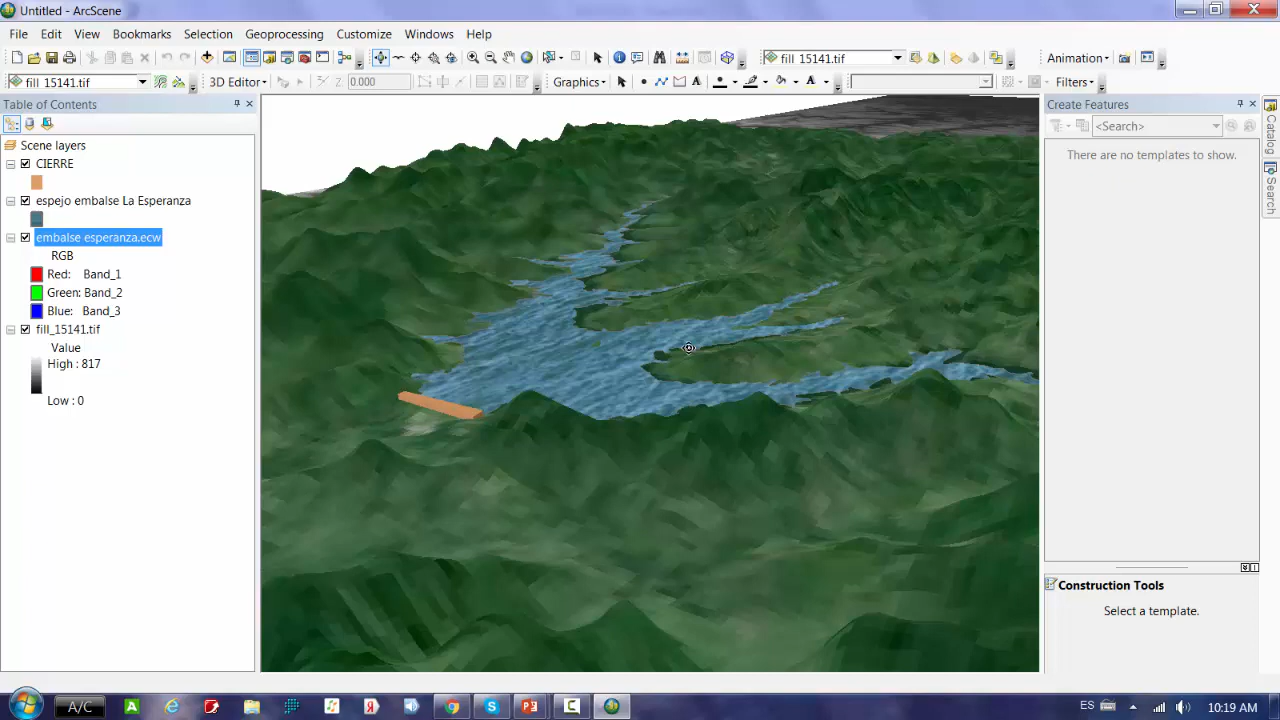 Untitled - ArcScene
File Edit View Bookmarks Selection Geoprocessing Customize Windows Help
fill 15141.tif Animation
fill 15141.tif 3D Editor Z: 0.000 Graphics A A Filters
Table of Contents
Create Features
<Search>
There are no templates to show.
Catalog
Search
Scene layers
CIERRE
espejo embalse La Esperanza
embalse esperanza.ecw
RGB
Red: Band_1
Green: Band_2
Blue: Band_3
fill_15141.tif
Value
High : 817
Low : 0
Construction Tools
Select a template.
A/C
ES 10:19 AM